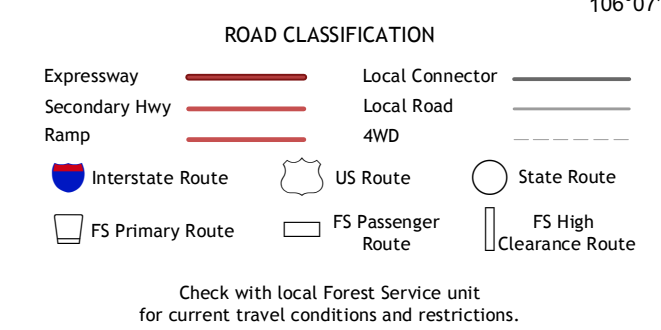 106°07'
ROAD CLASSIFICATION
Expressway
Local Connector
Secondary Hwy
Local Road
Ramp
4WD
Interstate Route
US Route
State Route
FS Primary Route
FS Passenger
Route
FS High
Clearance Route
Check with local Forest Service unit
for current travel conditions and restrictions.